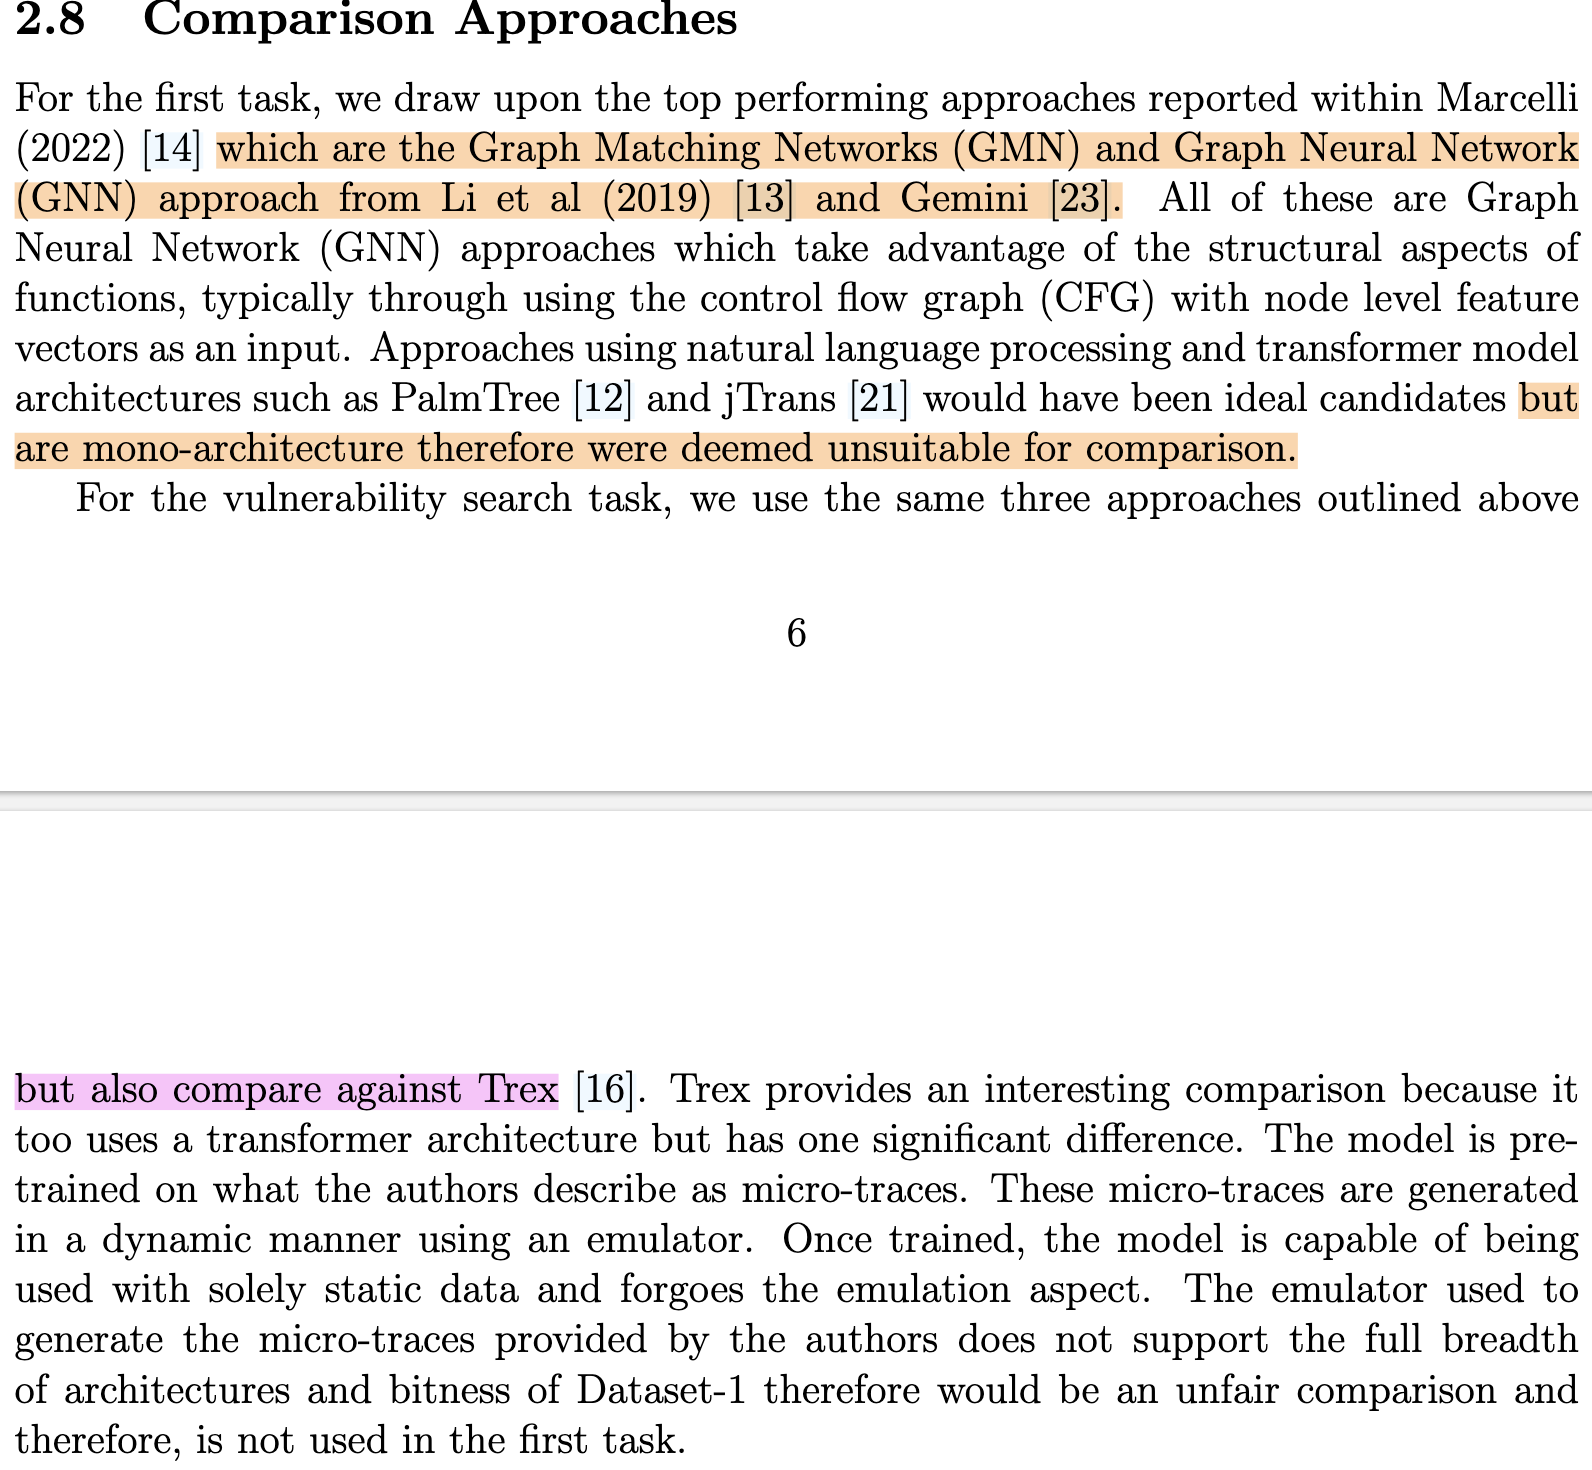 2.8 Comparison Approaches
For the first task, we draw upon the top performing approaches reported within Marcelli
(2022) [14] which are the Graph Matching Networks (GMN) and Graph Neural Network
(GNN) approach from Li et al (2019) [13] and Gemini [23]. All of these are Graph
Neural Network (GNN) approaches which take advantage of the structural aspects of
functions, typically through using the control flow graph (CFG) with node level feature
vectors as an input. Approaches using natural language processing and transformer model
architectures such as PalmTree [12] and jTrans [21] would have been ideal candidates but
are mono-architecture therefore were deemed unsuitable for comparison.
For the vulnerability search task, we use the same three approaches outlined above
6
but also compare against Trex [16]. Trex provides an interesting comparison because it
too uses a transformer architecture but has one significant difference. The model is pre-
trained on what the authors describe as micro-traces. These micro-traces are generated
in a dynamic manner using an emulator. Once trained, the model is capable of being
used with solely static data and forgoes the emulation aspect. The emulator used to
generate the micro-traces provided by the authors does not support the full breadth
of architectures and bitness of Dataset-1 therefore would be an unfair comparison and
therefore, is not used in the first task.